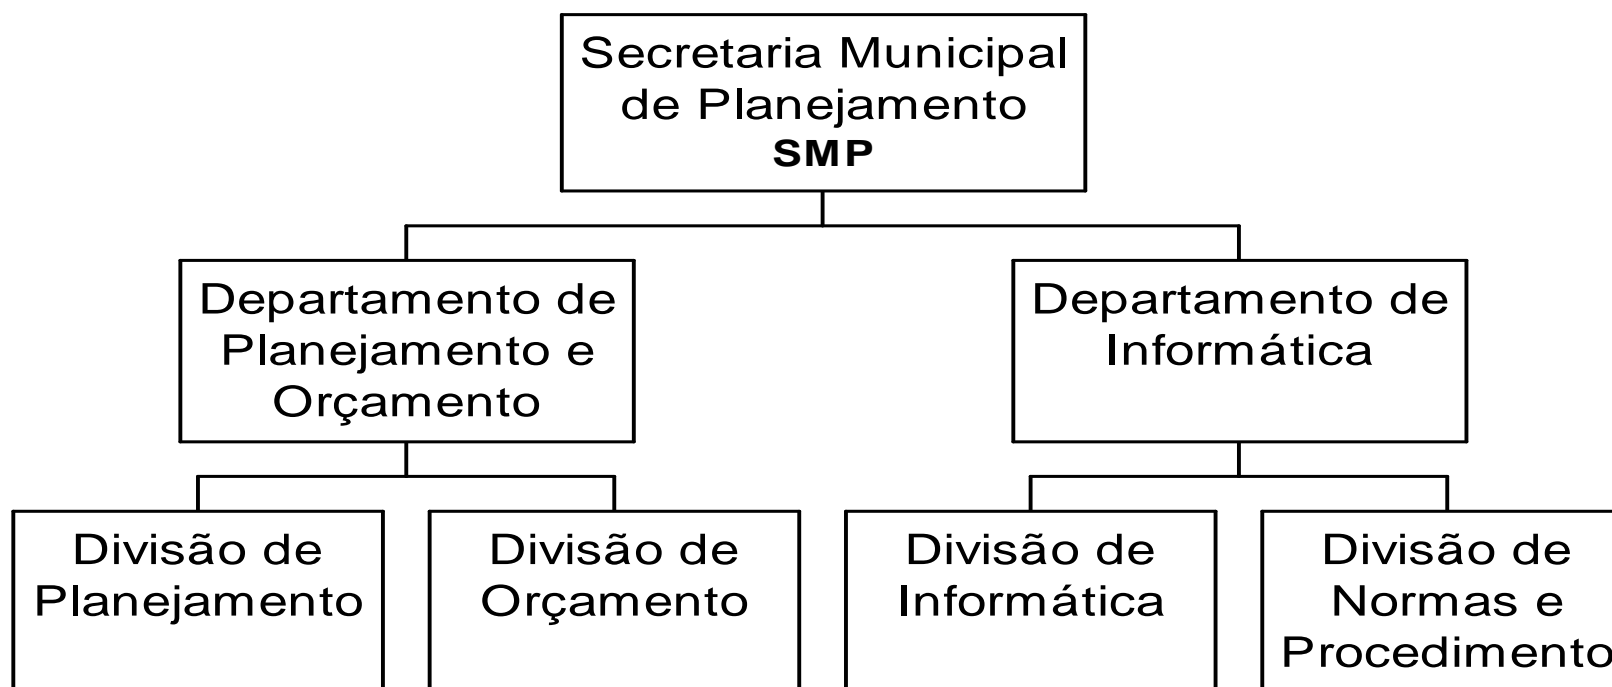 Secretaria Municipal
de Planejamento
SMP
Departamento de
Planejamento e
Orçamento
Departamento de
Informática
Divisão de
Planejamento
Divisão de
Orçamento
Divisão de
Informática
Divisão de
Normas e
Procedimento